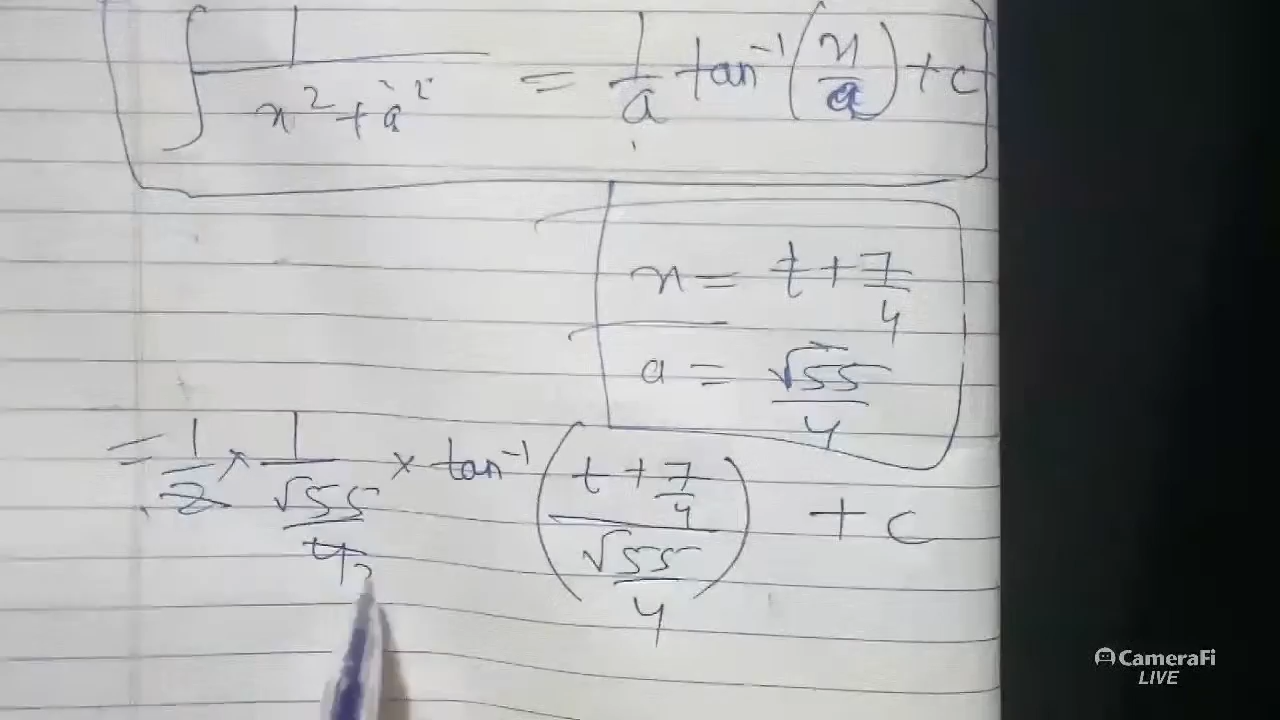 ∫ 1/(x² + a²) = 1/a tan⁻¹(x/a) + c
x = t + 7/4
a = √55/4
= 1/2 × 1/(√55/4) × tan⁻¹((t + 7/4)/(√55/4)) + c
2
CameraFi
LIVE